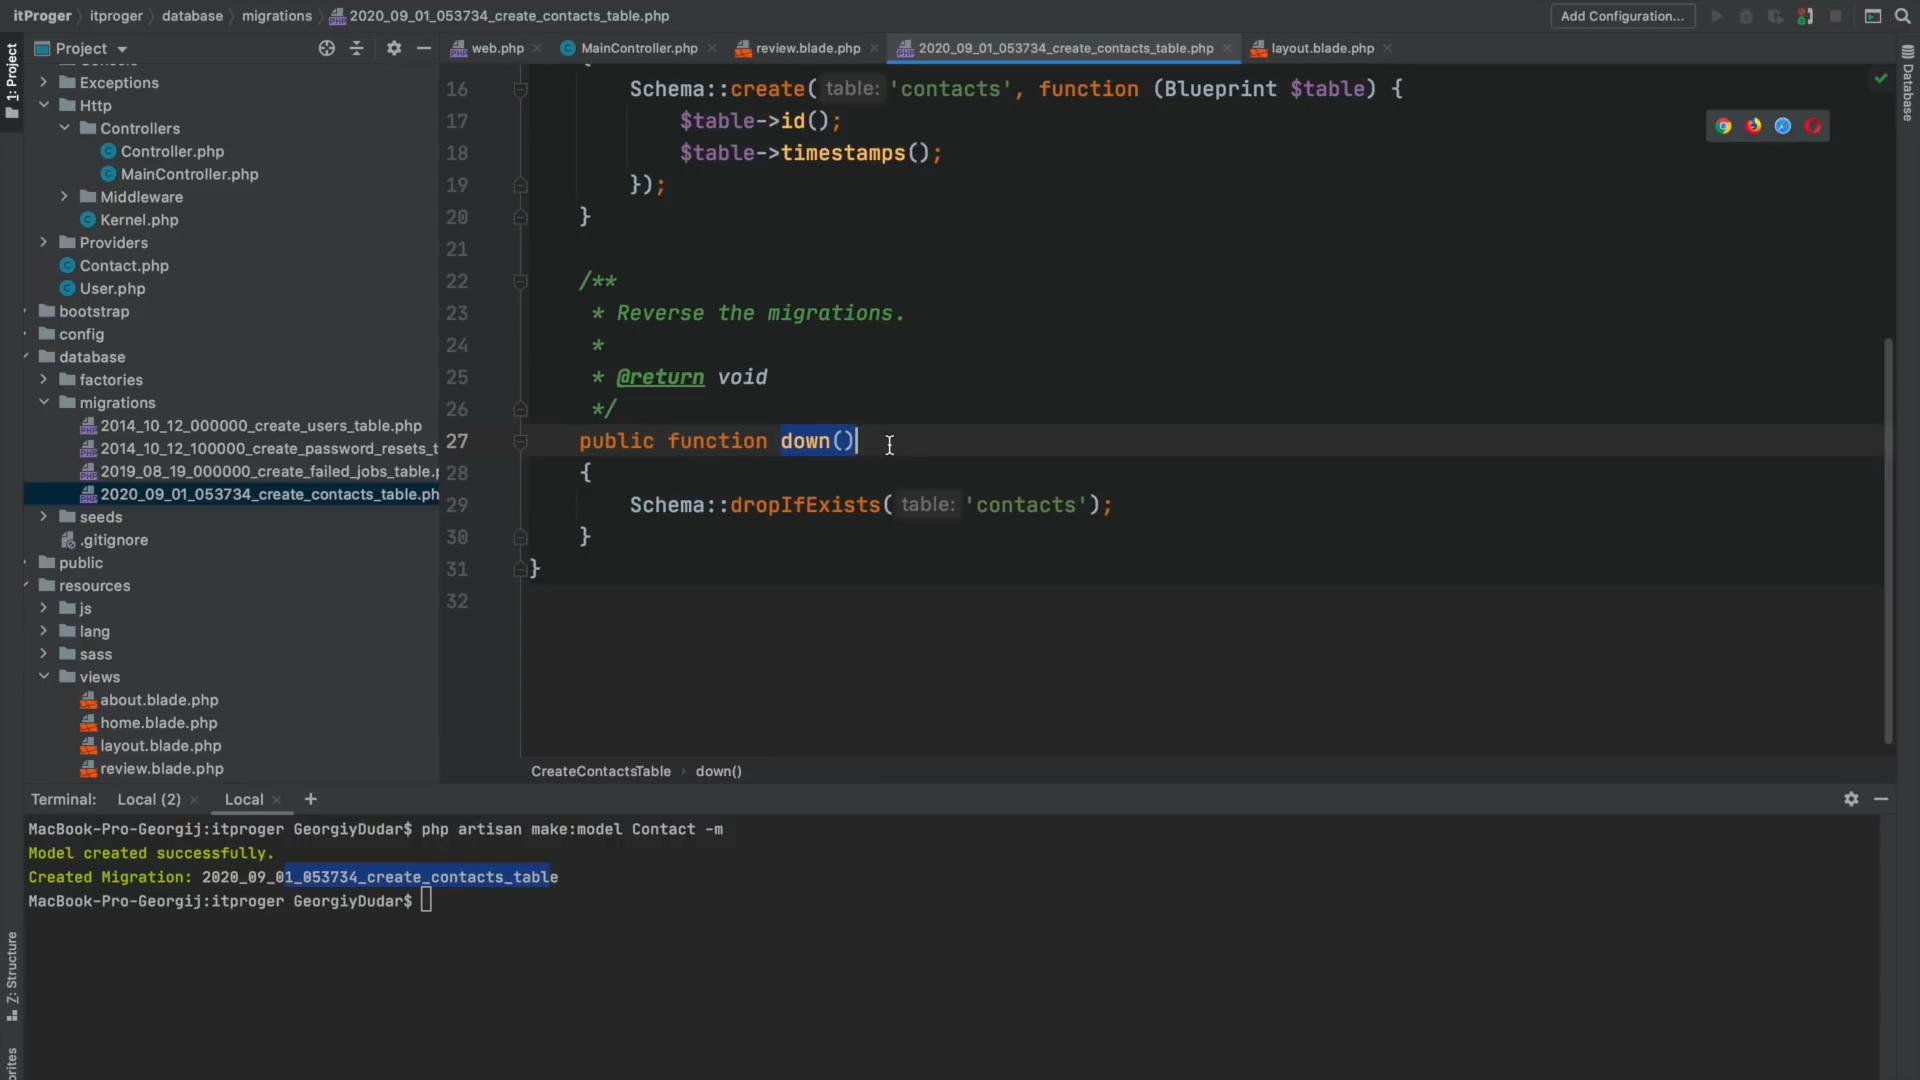 itProger
itproger
database
migrations
2020_09_01_053734_create_contacts_table.php
Add Configuration...
Project
web.php
MainController.php
review.blade.php
2020_09_01_053734_create_contacts_table.php
layout.blade.php
1: Project
Database
Exceptions
Http
Controllers
Controller.php
MainController.php
Middleware
Kernel.php
Providers
Contact.php
User.php
bootstrap
config
database
factories
migrations
2014_10_12_000000_create_users_table.php
2014_10_12_100000_create_password_resets_t
2019_08_19_000000_create_failed_jobs_table.p
2020_09_01_053734_create_contacts_table.ph
seeds
.gitignore
public
resources
js
lang
sass
views
about.blade.php
home.blade.php
layout.blade.php
review.blade.php
16 Schema::create( table: 'contacts', function (Blueprint $table) {
17 $table->id();
18 $table->timestamps();
19 });
20 }
21
22 /**
23 * Reverse the migrations.
24 *
25 * @return void
26 */
27 public function down()
28 {
29 Schema::dropIfExists( table: 'contacts');
30 }
31 }
32
CreateContactsTable
down()
Terminal: Local (2) Local +
MacBook-Pro-Georgij:itproger GeorgiyDudar$ php artisan make:model Contact -m
Model created successfully.
Created Migration: 2020_09_01_053734_create_contacts_table
MacBook-Pro-Georgij:itproger GeorgiyDudar$
Z: Structure